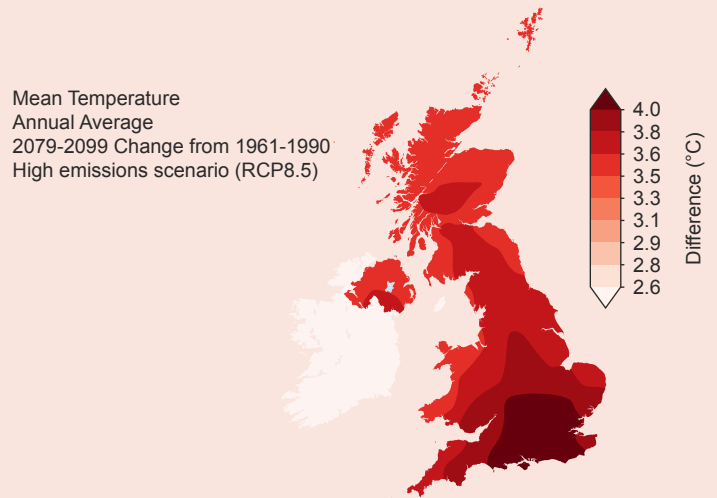 Mean Temperature
Annual Average
2079-2099 Change from 1961-1990
High emissions scenario (RCP8.5)
4.0
3.8
3.6
3.5
3.3
3.1
2.9
2.8
2.6
Difference (°C)